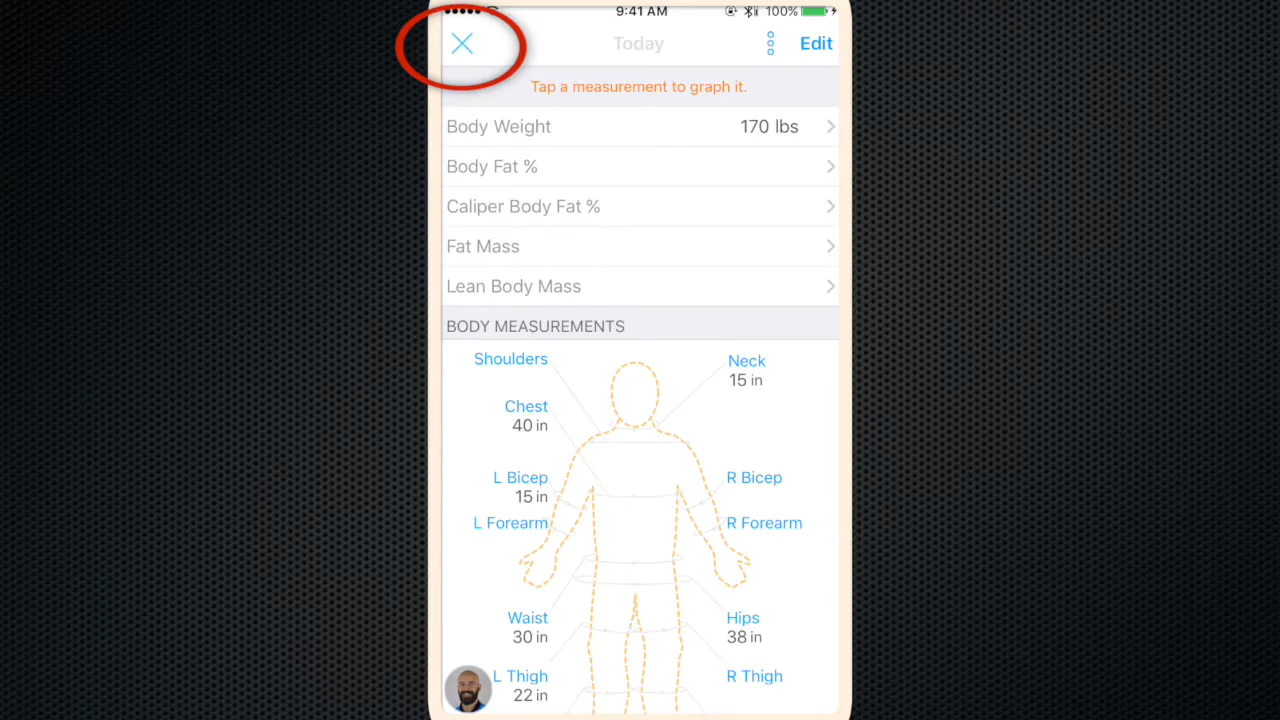 9:41 AM 100%
Today Edit
Tap a measurement to graph it.
Body Weight 170 lbs
Body Fat %
Caliper Body Fat %
Fat Mass
Lean Body Mass
BODY MEASUREMENTS
Shoulders
Neck
15 in
Chest
40 in
L Bicep
15 in
R Bicep
L Forearm
R Forearm
Waist
30 in
Hips
38 in
L Thigh
22 in
R Thigh